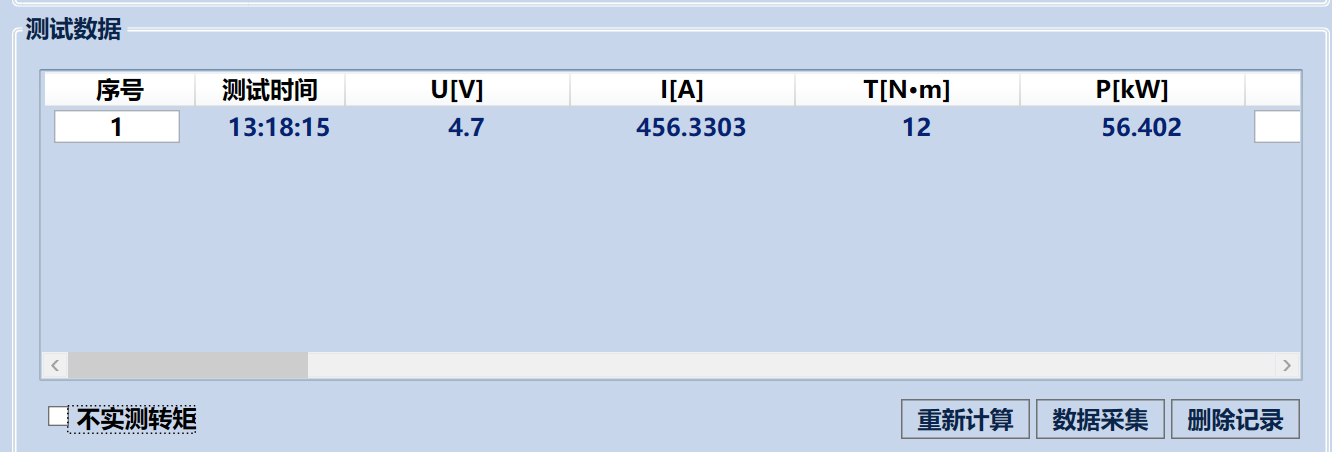 测试数据
序号 测试时间 U[V] I[A] T[N•m] P[kW]
1 13:18:15 4.7 456.3303 12 56.402
不实测转矩 重新计算 数据采集 删除记录